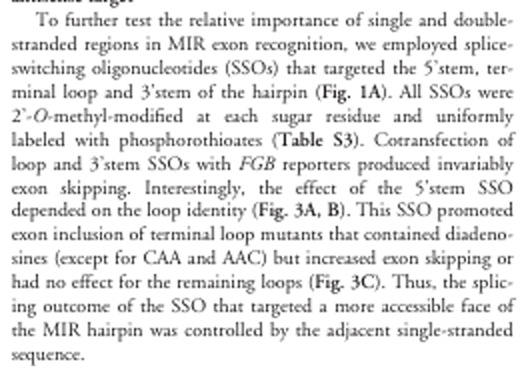 To further test the relative importance of single and double-
stranded regions in MIR exon recognition, we employed splice-
switching oligonucleotides (SSOs) that targeted the 5'stem, ter-
minal loop and 3'stem of the hairpin (Fig. 1A). All SSOs were
2'-O-methyl-modified at each sugar residue and uniformly
labeled with phosphorothioates (Table S3). Cotransfection of
loop and 3'stem SSOs with FGB reporters produced invariably
exon skipping. Interestingly, the effect of the 5'stem SSO
depended on the loop identity (Fig. 3A, B). This SSO promoted
exon inclusion of terminal loop mutants that contained diadeno-
sines (except for CAA and AAC) but increased exon skipping or
had no effect for the remaining loops (Fig. 3C). Thus, the splic-
ing outcome of the SSO that targeted a more accessible face of
the MIR hairpin was controlled by the adjacent single-stranded
sequence.